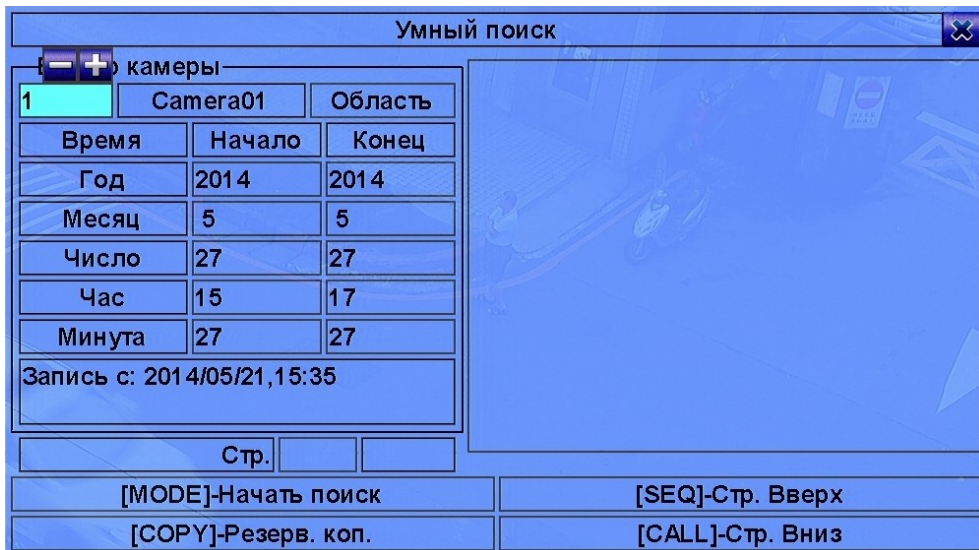 Умный поиск
камеры
1 Camera01 Область
Время Начало Конец
Год 2014 2014
Месяц 5 5
Число 27 27
Час 15 17
Минута 27 27
Запись с: 2014/05/21,15:35
Стр.
[MODE]-Начать поиск [SEQ]-Стр. Вверх
[COPY]-Резерв. коп. [CALL]-Стр. Вниз